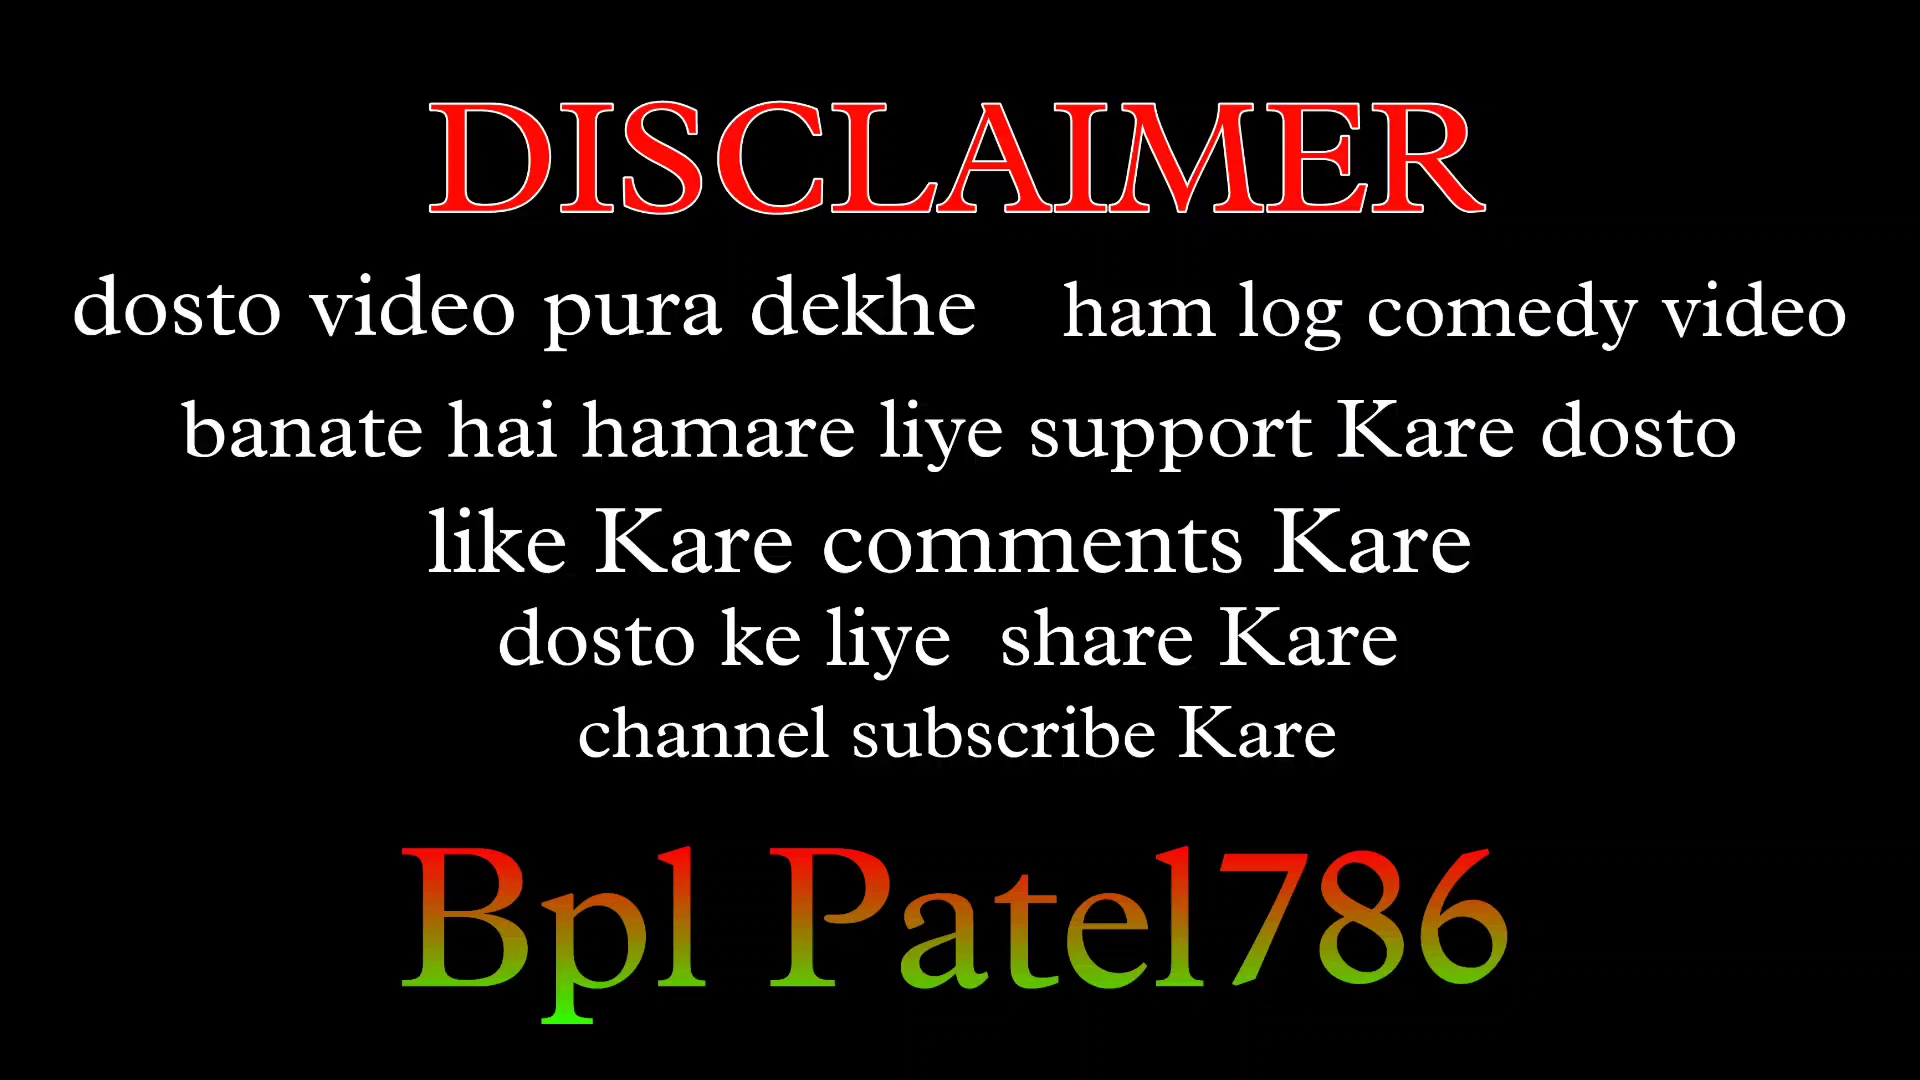 DISCLAIMER
dosto video pura dekhe ham log comedy video
banate hai hamare liye support Kare dosto
like Kare comments Kare
dosto ke liye share Kare
channel subscribe Kare
Bpl Patel786